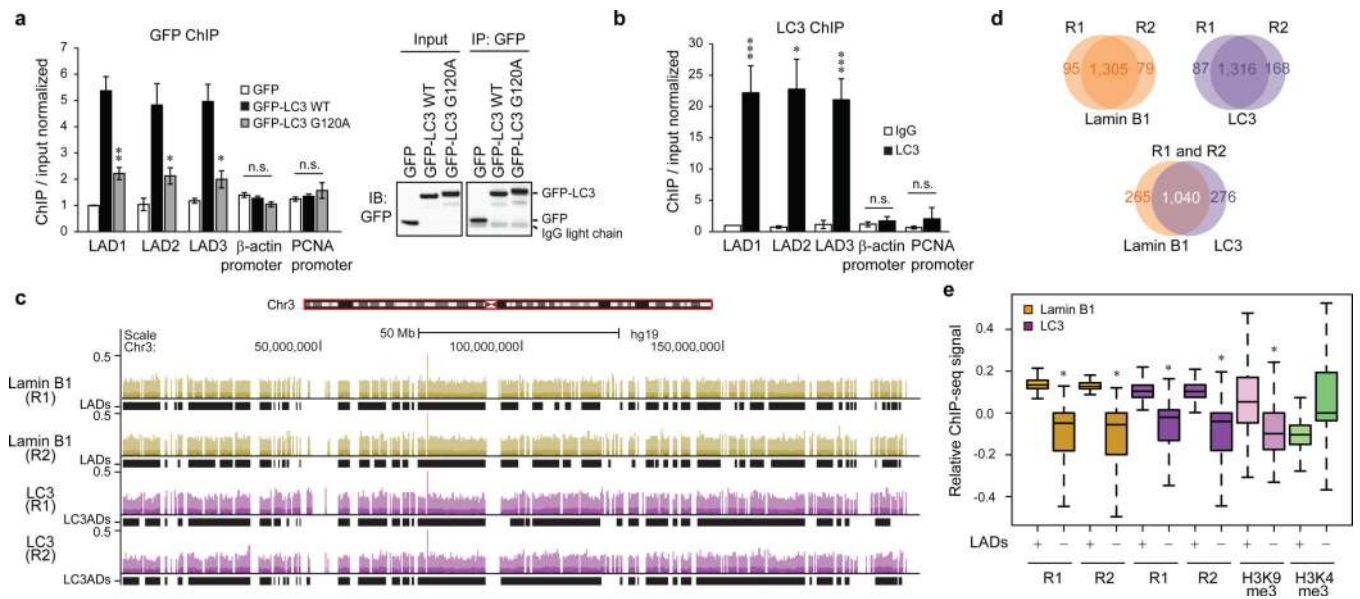 a
GFP ChIP
ChIP / input normalized
7
6
5
4
3
2
1
0
GFP
GFP-LC3 WT
GFP-LC3 G120A
**
*
*
n.s.
n.s.
LAD1
LAD2
LAD3
β-actin promoter
PCNA promoter
Input
IP: GFP
GFP
GFP-LC3 WT
GFP-LC3 G120A
GFP
GFP-LC3 WT
GFP-LC3 G120A
IB:
GFP
GFP-LC3
GFP
IgG light chain
b
LC3 ChIP
ChIP / input normalized
30
25
20
15
10
5
0
***
*
***
IgG
LC3
n.s.
n.s.
LAD1
LAD2
LAD3
β-actin promoter
PCNA promoter
d
R1 R2
95 1,305 79
Lamin B1
R1 R2
87 1,316 168
LC3
R1 and R2
265 1,040 276
Lamin B1 LC3
c
Chr3
Scale 50 Mb hg19
Chr3: 50,000,000 100,000,000 150,000,000
0.5
Lamin B1
(R1)
LADs
0.5
Lamin B1
(R2)
LADs
0.5
LC3
(R1)
LC3ADs
0.5
LC3
(R2)
LC3ADs
e
Relative ChIP-seq signal
0.4
0.2
0.0
-0.2
-0.4
Lamin B1
LC3
* * * * *
LADs + − + − + − + − + − + −
R1 R2 R1 R2 H3K9 me3 H3K4 me3